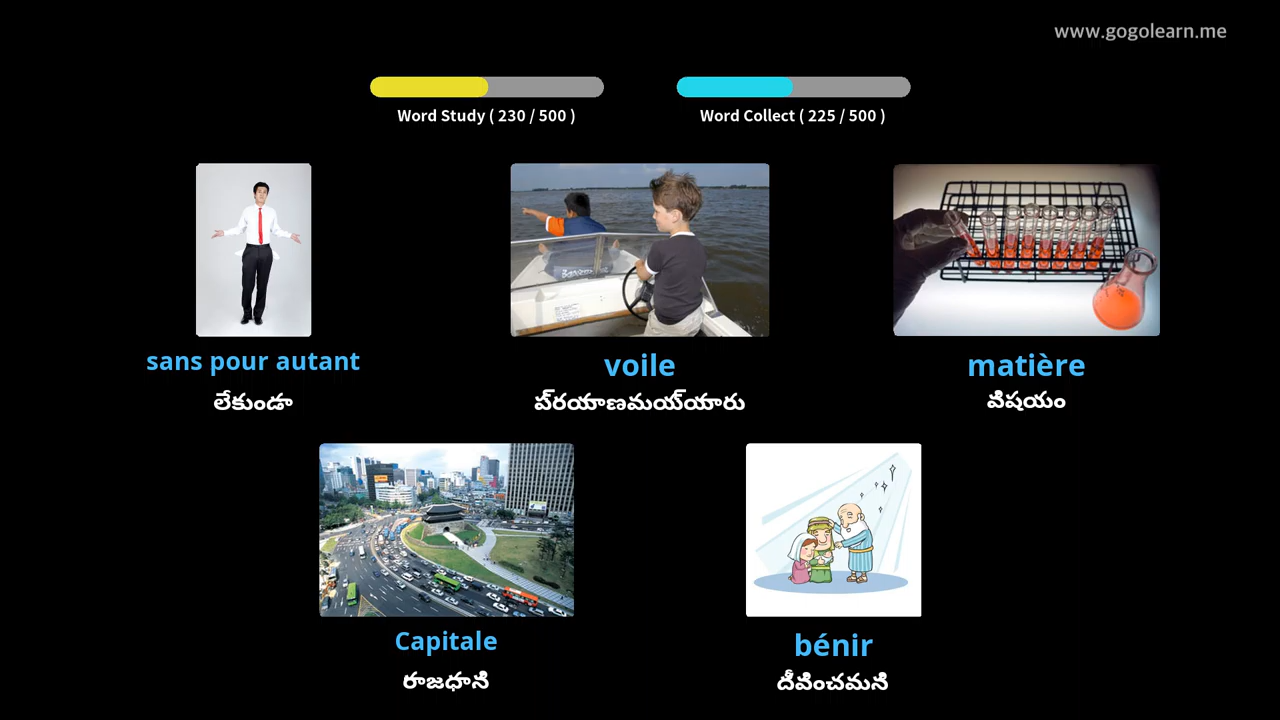 www.gogolearn.me
Word Study ( 230 / 500 )
Word Collect ( 225 / 500 )
sans pour autant
లేకుండా
voile
ప్రయాణమయ్యారు
matière
విషయం
Capitale
రాజధాని
bénir
దీవించమని